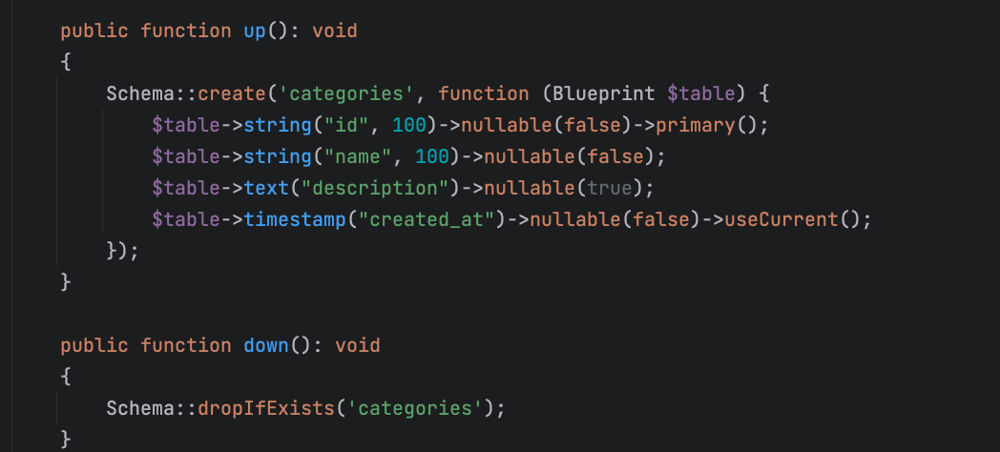 public function up(): void
{
    Schema::create('categories', function (Blueprint $table) {
        $table->string("id", 100)->nullable(false)->primary();
        $table->string("name", 100)->nullable(false);
        $table->text("description")->nullable(true);
        $table->timestamp("created_at")->nullable(false)->useCurrent();
    });
}

public function down(): void
{
    Schema::dropIfExists('categories');
}